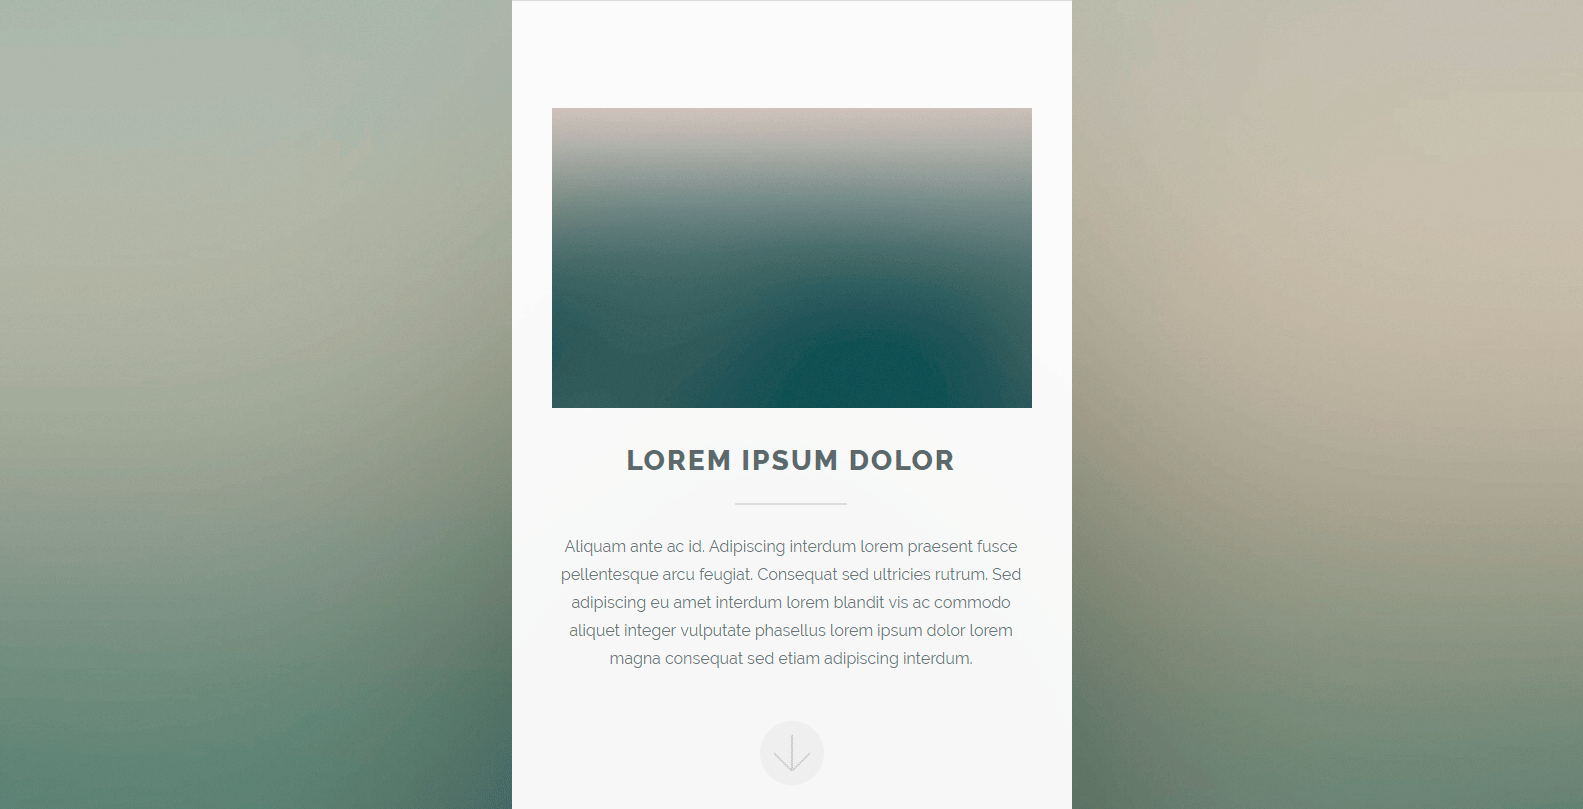 LOREM IPSUM DOLOR
Aliquam ante ac id. Adipiscing interdum lorem praesent fusce
pellentesque arcu feugiat. Consequat sed ultricies rutrum. Sed
adipiscing eu amet interdum lorem blandit vis ac commodo
aliquet integer vulputate phasellus lorem ipsum dolor lorem
magna consequat sed etiam adipiscing interdum.